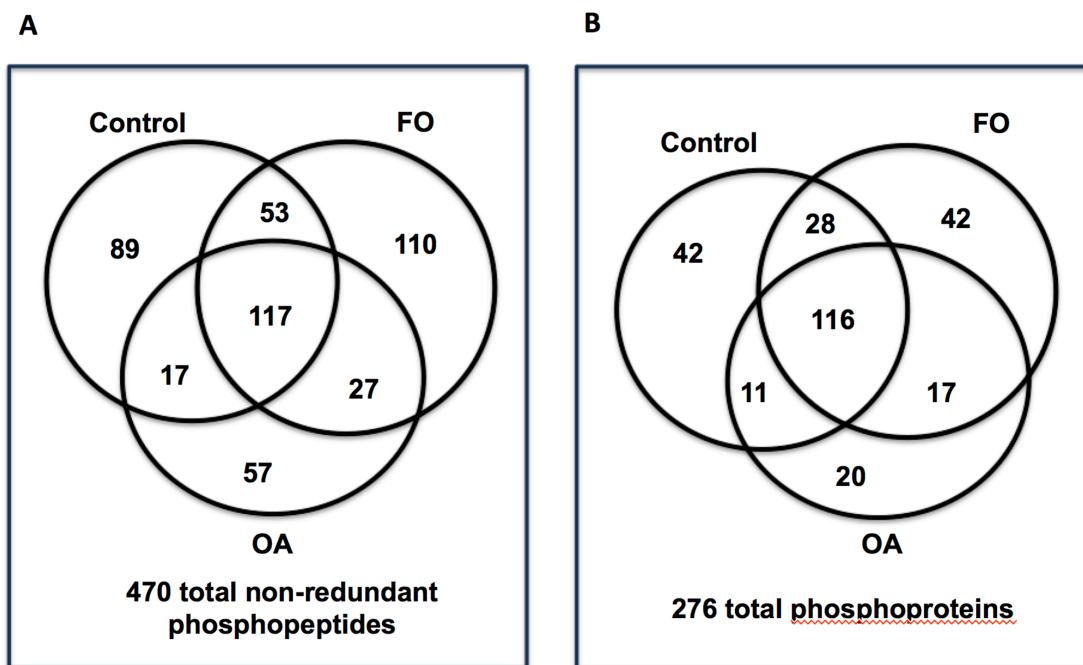 A
Control
FO
53
89
110
117
17
27
57
OA
470 total non-redundant
phosphopeptides
B
FO
Control
28
42
42
116
11
17
20
OA
276 total phosphoproteins